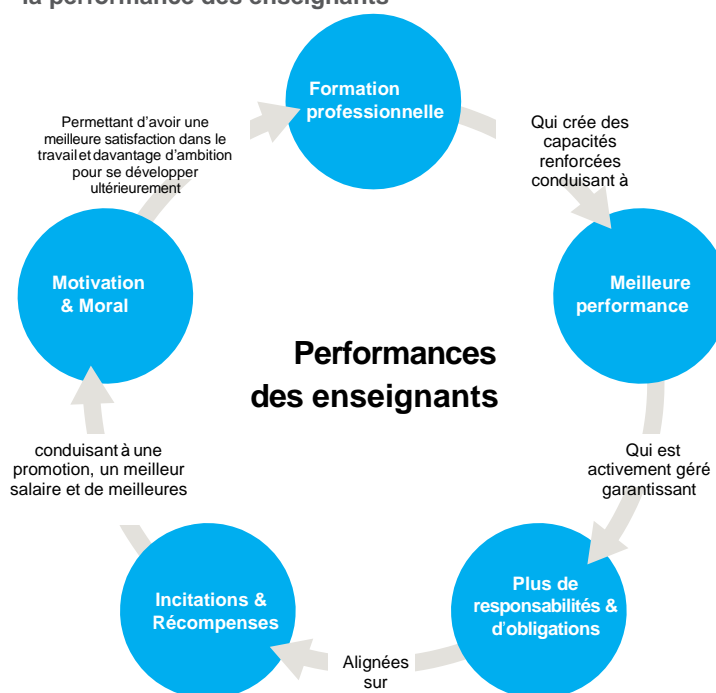 la performance des enseignants
Formation
professionnelle
Qui crée des
capacités
renforcées
conduisant à
Meilleure
performance
Qui est
activement géré
garantissant
Plus de
responsabilités &
d'obligations
Alignées
sur
Incitations &
Récompenses
conduisant à une
promotion, un meilleur
salaire et de meilleures
Motivation
& Moral
Permettant d'avoir une
meilleure satisfaction dans le
travail et davantage d'ambition
pour se développer
ultérieurement
Performances
des enseignants